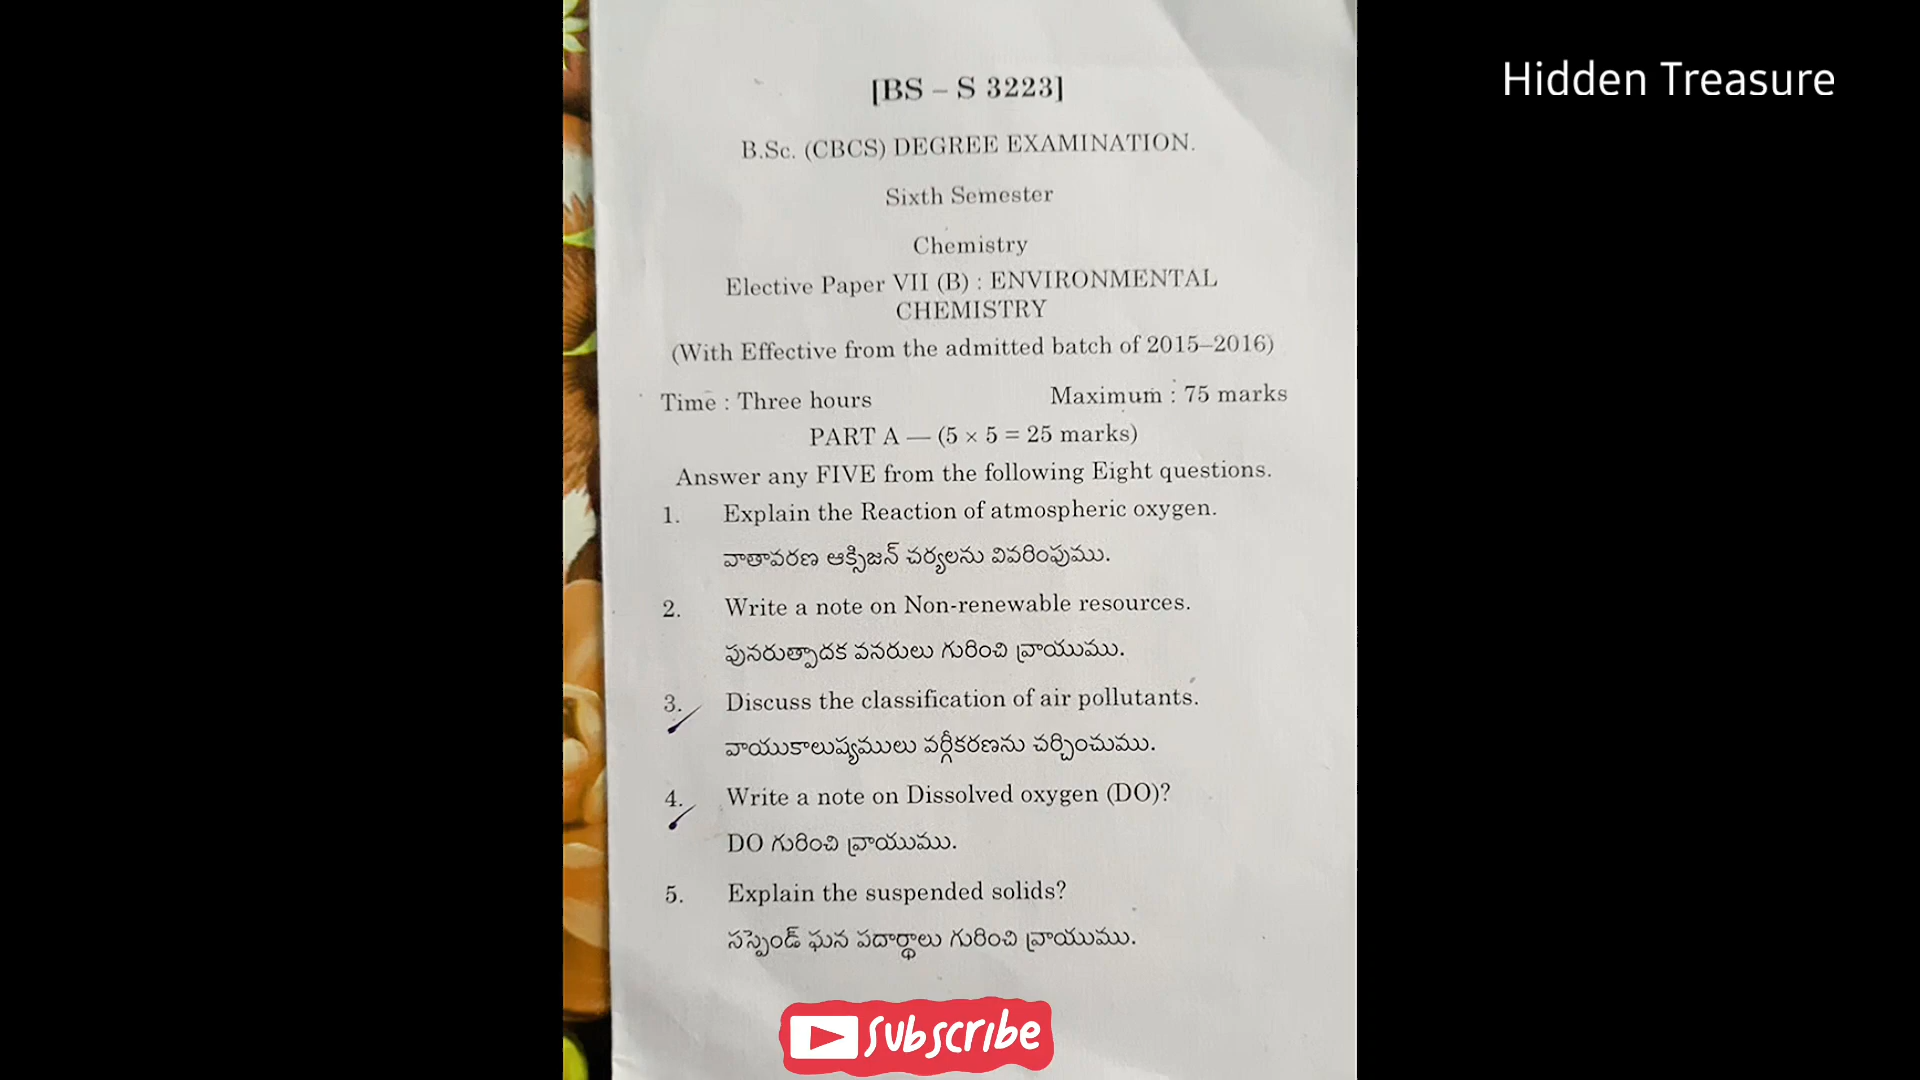 Hidden Treasure
[BS – S 3223]
B.Sc. (CBCS) DEGREE EXAMINATION.
Sixth Semester
Chemistry
Elective Paper VII (B) : ENVIRONMENTAL
CHEMISTRY
(With Effective from the admitted batch of 2015–2016)
Time : Three hours Maximum : 75 marks
PART A — (5 × 5 = 25 marks)
Answer any FIVE from the following Eight questions.
1. Explain the Reaction of atmospheric oxygen.
వాతావరణ ఆక్సిజన్ చర్యలను వివరింపుము.
2. Write a note on Non-renewable resources.
పునరుత్పాదక వనరులు గురించి వ్రాయుము.
3. Discuss the classification of air pollutants.
వాయుకాలుష్యములు వర్గీకరణను చర్చించుము.
4. Write a note on Dissolved oxygen (DO)?
DO గురించి వ్రాయుము.
5. Explain the suspended solids?
సస్పెండ్ ఘన పదార్థాలు గురించి వ్రాయుము.
Subscribe